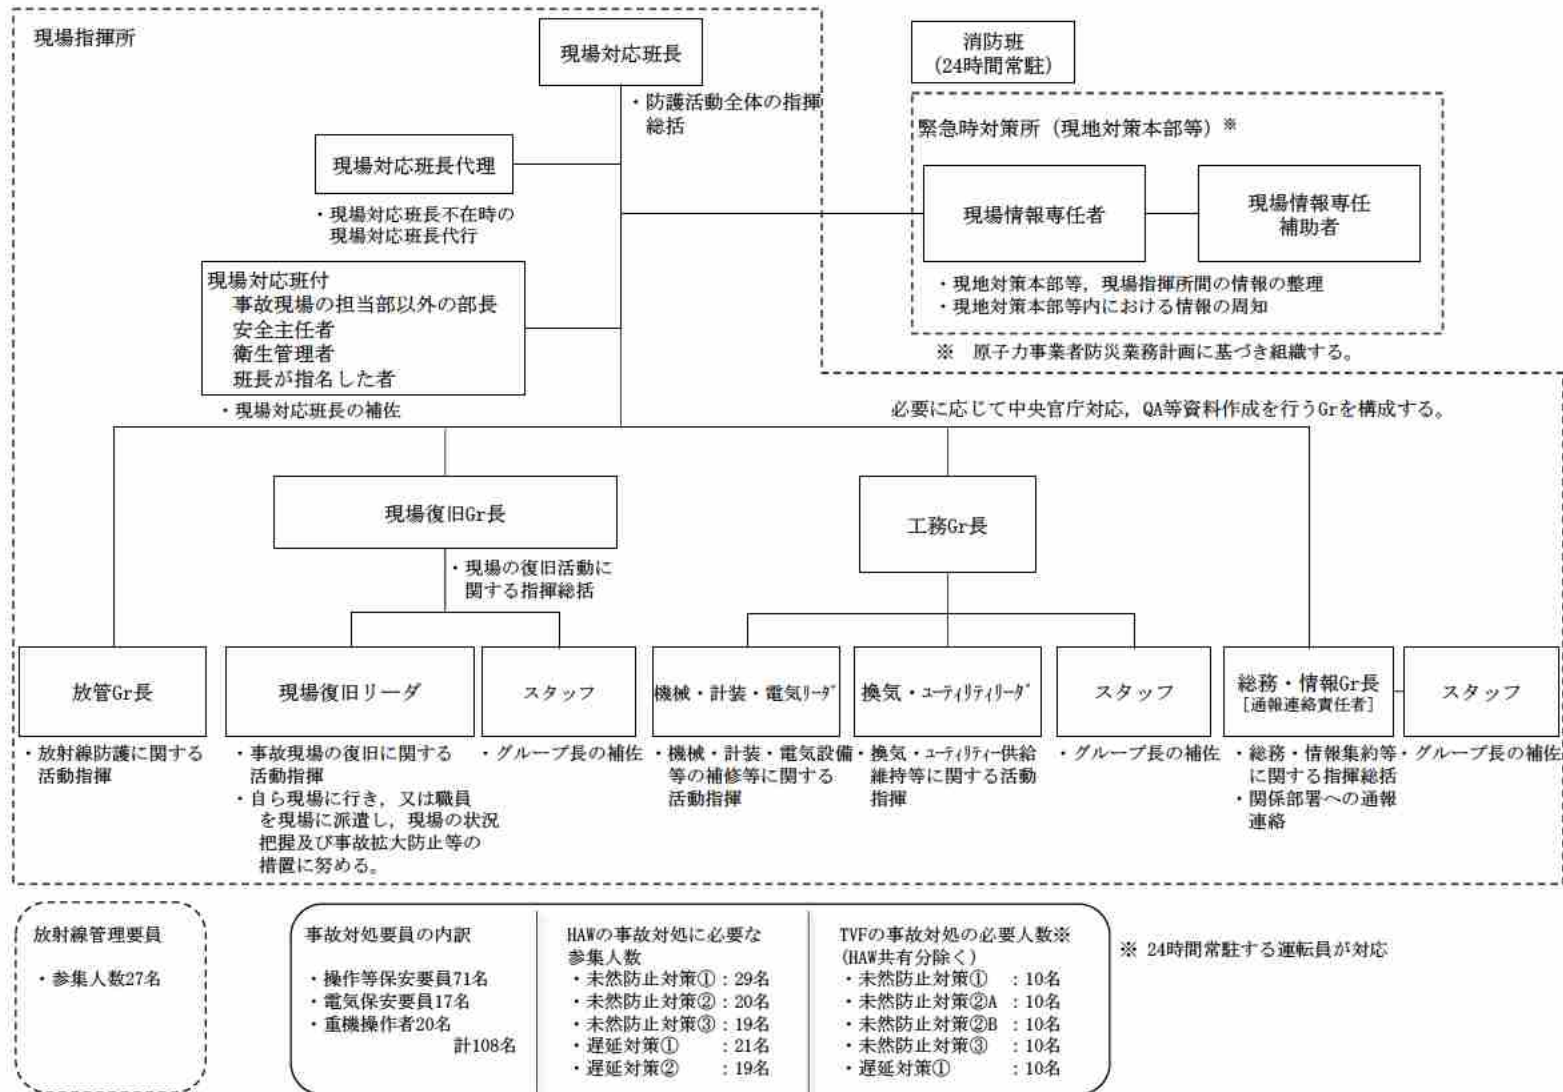 現場指揮所
現場対応班長
・防護活動全体の指揮
総括
消防班
(24時間常駐)
緊急時対策所（現地対策本部等）※
現場対応班長代理
・現場対応班長不在時の
現場対応班長代行
現場情報専任者
現場情報専任
補助者
・現地対策本部等，現場指揮所間の情報の整理
・現地対策本部等内における情報の周知
※　原子力事業者防災業務計画に基づき組織する。
現場対応班付
事故現場の担当部以外の部長
安全主任者
衛生管理者
班長が指名した者
・現場対応班長の補佐
必要に応じて中央官庁対応，QA等資料作成を行うGrを構成する。
現場復旧Gr長
・現場の復旧活動に
関する指揮総括
工務Gr長
放管Gr長
・放射線防護に関する
活動指揮
現場復旧リーダ
・事故現場の復旧に関する
活動指揮
・自ら現場に行き，又は職員
を現場に派遣し，現場の状況
把握及び事故拡大防止等の
措置に努める。
スタッフ
・グループ長の補佐
機械・計装・電気ﾘｰﾀﾞ
・機械・計装・電気設備
等の補修等に関する
活動指揮
換気・ﾕｰﾃｨﾘﾃｨﾘｰﾀﾞ
・換気・ﾕｰﾃｨﾘﾃｨｰ供給
維持等に関する活動
指揮
スタッフ
・グループ長の補佐
総務・情報Gr長
[通報連絡責任者]
・総務・情報集約等
に関する指揮総括
・関係部署への通報
連絡
スタッフ
・グループ長の補佐
放射線管理要員
・参集人数27名
事故対処要員の内訳
・操作等保安要員71名
・電気保安要員17名
・重機操作者20名
計108名
HAWの事故対処に必要な
参集人数
・未然防止対策①：29名
・未然防止対策②：20名
・未然防止対策③：19名
・遅延対策①　　：21名
・遅延対策②　　：19名
TVFの事故対処の必要人数※
(HAW共有分除く)
・未然防止対策①　：10名
・未然防止対策②A ：10名
・未然防止対策②B ：10名
・未然防止対策③　：10名
・遅延対策①　　　：10名
※ 24時間常駐する運転員が対応